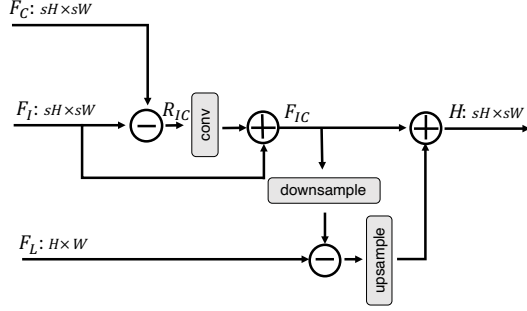 F_C: sH×sW
F_I: sH×sW
R_IC
conv
F_IC
H: sH×sW
downsample
F_L: H×W
upsample